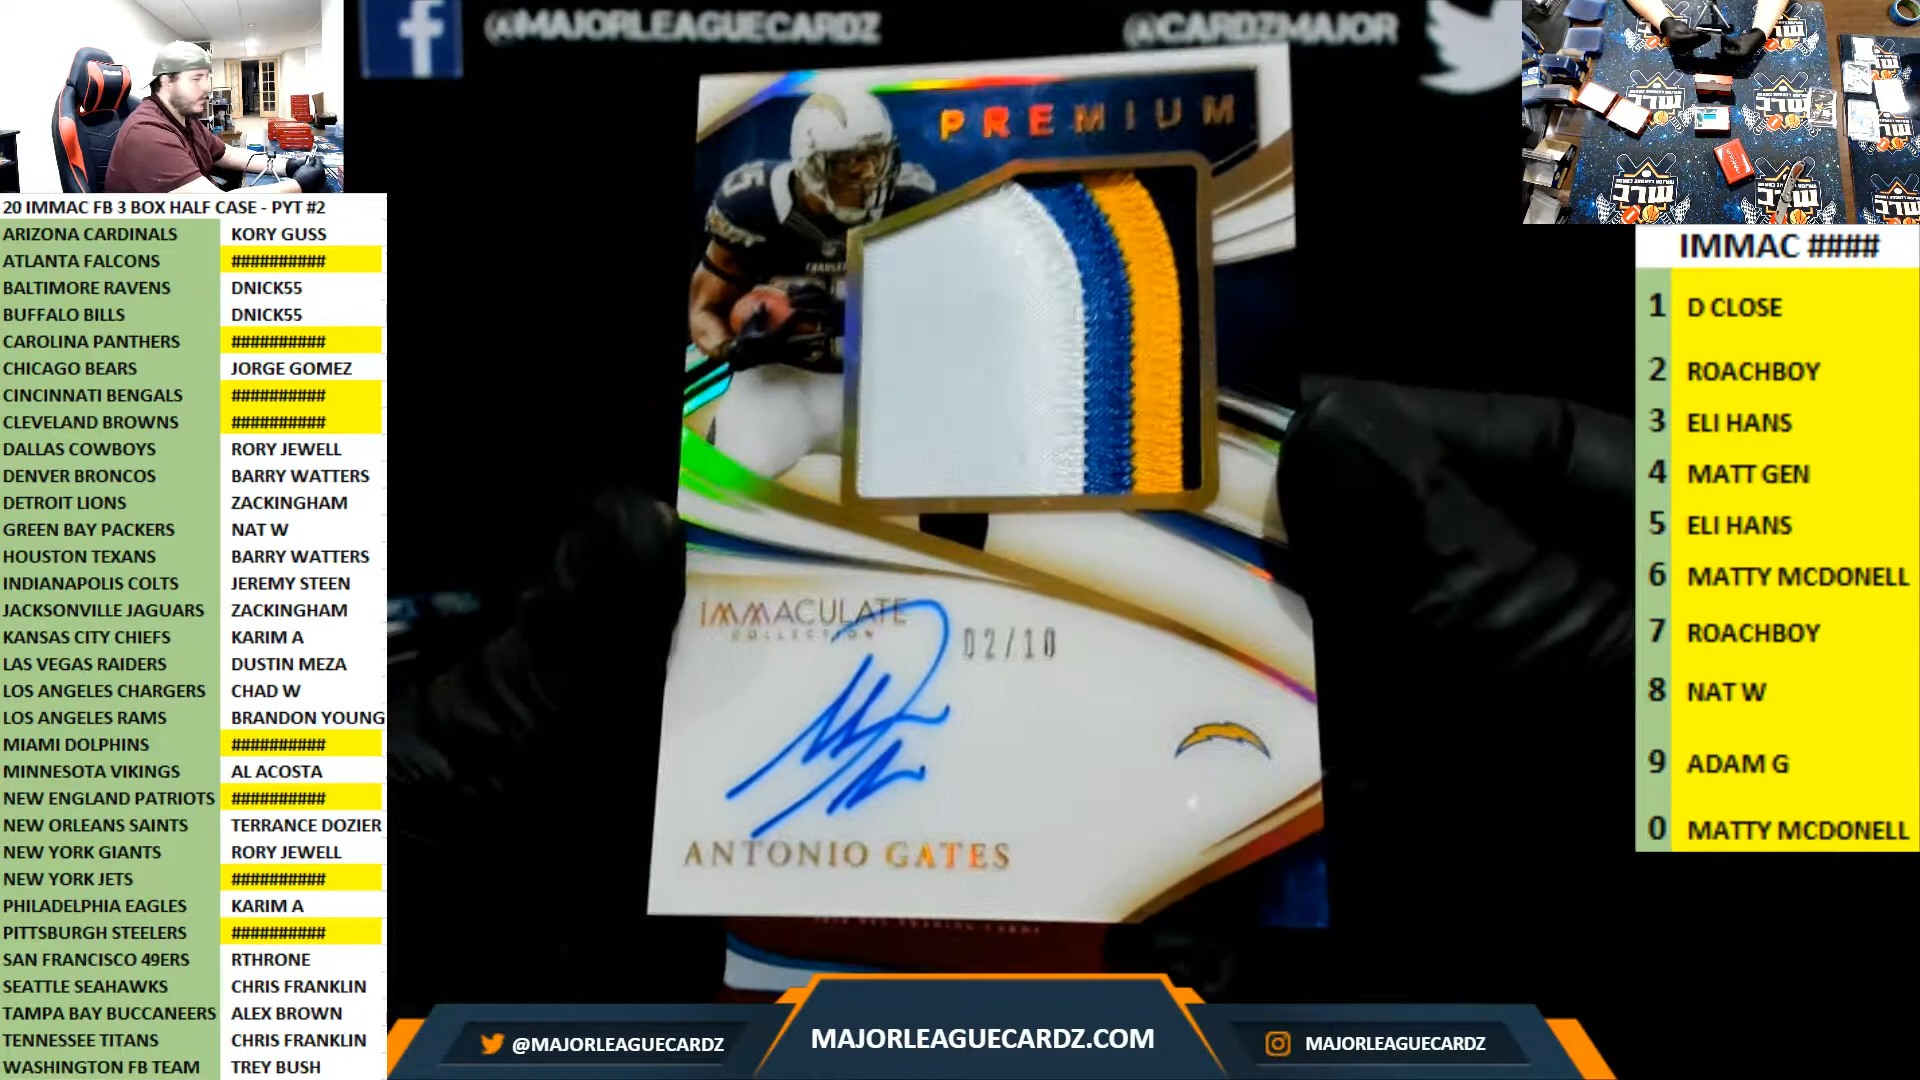 @MAJORLEAGUECARDZ
@CARDZMAJOR
20 IMMAC FB 3 BOX HALF CASE - PYT #2
ARIZONA CARDINALS KORY GUSS
ATLANTA FALCONS ##########
BALTIMORE RAVENS DNICK55
BUFFALO BILLS DNICK55
CAROLINA PANTHERS ##########
CHICAGO BEARS JORGE GOMEZ
CINCINNATI BENGALS ##########
CLEVELAND BROWNS ##########
DALLAS COWBOYS RORY JEWELL
DENVER BRONCOS BARRY WATTERS
DETROIT LIONS ZACKINGHAM
GREEN BAY PACKERS NAT W
HOUSTON TEXANS BARRY WATTERS
INDIANAPOLIS COLTS JEREMY STEEN
JACKSONVILLE JAGUARS ZACKINGHAM
KANSAS CITY CHIEFS KARIM A
LAS VEGAS RAIDERS DUSTIN MEZA
LOS ANGELES CHARGERS CHAD W
LOS ANGELES RAMS BRANDON YOUNG
MIAMI DOLPHINS ##########
MINNESOTA VIKINGS AL ACOSTA
NEW ENGLAND PATRIOTS ##########
NEW ORLEANS SAINTS TERRANCE DOZIER
NEW YORK GIANTS RORY JEWELL
NEW YORK JETS ##########
PHILADELPHIA EAGLES KARIM A
PITTSBURGH STEELERS ##########
SAN FRANCISCO 49ERS RTHRONE
SEATTLE SEAHAWKS CHRIS FRANKLIN
TAMPA BAY BUCCANEERS ALEX BROWN
TENNESSEE TITANS CHRIS FRANKLIN
WASHINGTON FB TEAM TREY BUSH
PREMIUM
IMMACULATE
COLLECTION
02/10
ANTONIO GATES
IMMAC ####
1 D CLOSE
2 ROACHBOY
3 ELI HANS
4 MATT GEN
5 ELI HANS
6 MATTY MCDONELL
7 ROACHBOY
8 NAT W
9 ADAM G
0 MATTY MCDONELL
@MAJORLEAGUECARDZ
MAJORLEAGUECARDZ.COM
MAJORLEAGUECARDZ